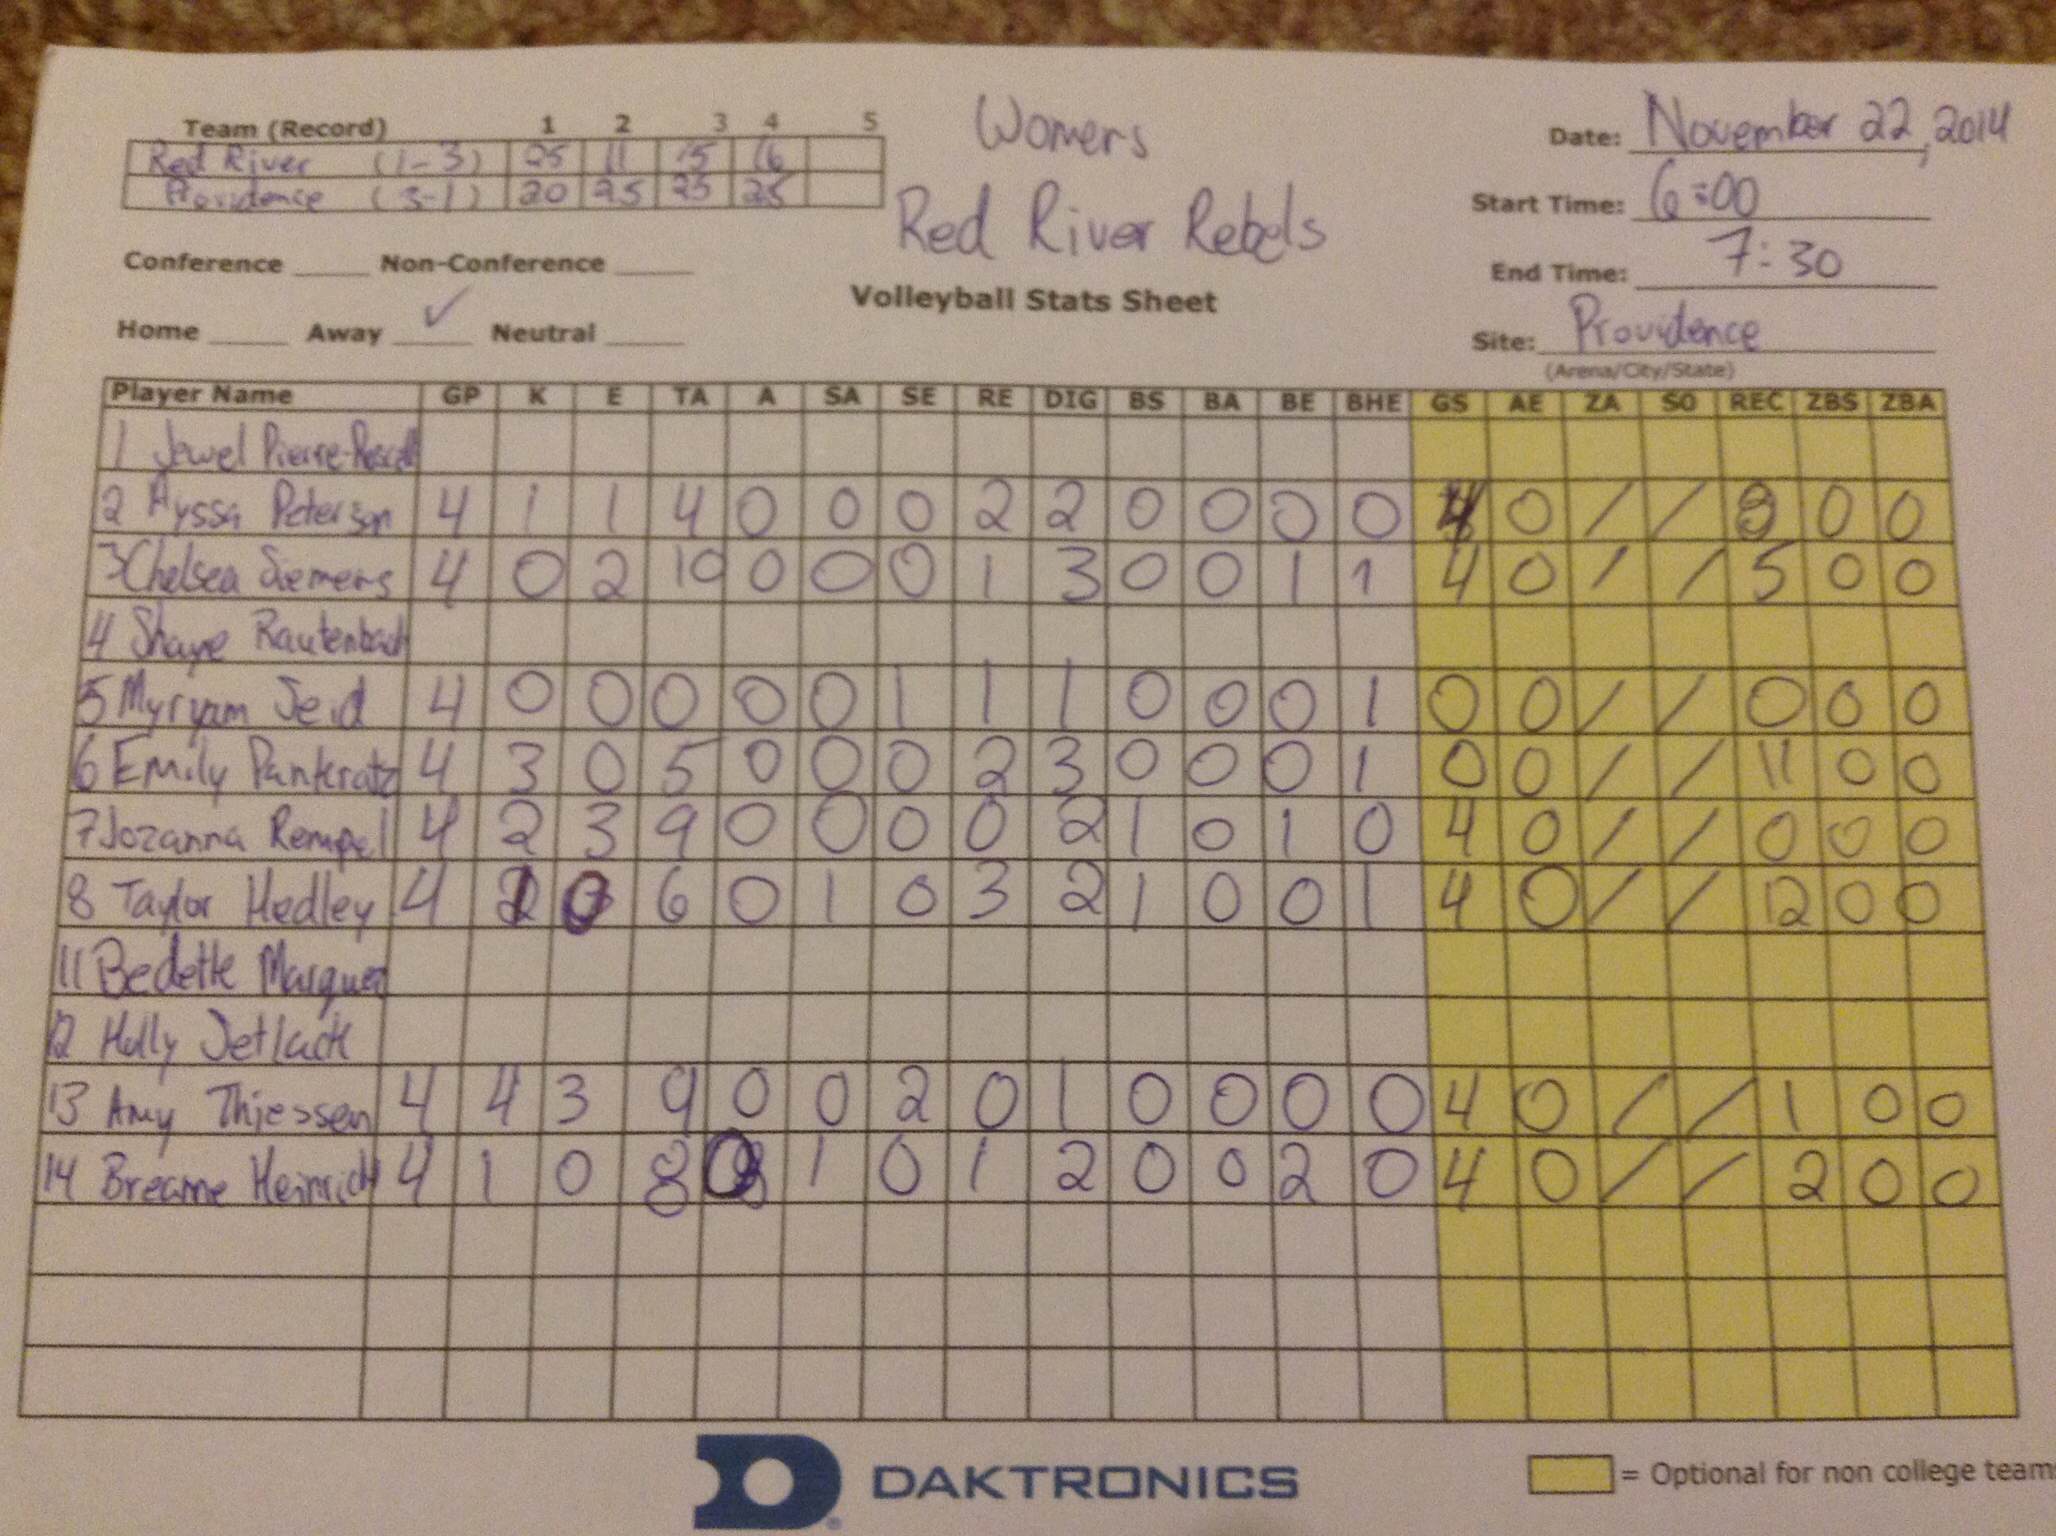 Team (Record) 1 2 3 4 5
Red River (1-3) 25 11 15 16
Providence (3-1) 20 25 25 25
Womens
Red River Rebels
Volleyball Stats Sheet
Date: November 22, 2014
Start Time: 6:00
End Time: 7:30
Site: Providence
(Arena/City/State)
Conference ____ Non-Conference ____
Home ____ Away ✓ Neutral ____
Player Name GP K E TA A SA SE RE DIG BS BA BE BHE GS AE ZA SO REC ZBS ZBA
1 Jewel Pierre-
2 Alyssa Peterson 4 1 1 4 0 0 0 2 2 0 0 0 0 4 0 / / 8 0 0
3 Chelsea Siemens 4 0 2 10 0 0 0 1 3 0 0 1 1 4 0 / / 5 0 0
4 Shaye Rautenbach
5 Myryam Seid 4 0 0 0 0 0 1 1 1 0 0 0 1 0 0 / / 0 0 0
6 Emily Pankratz 4 3 0 5 0 0 0 2 3 0 0 0 1 0 0 / / 11 0 0
7 Jozanna Rempel 4 2 3 9 0 0 0 0 2 1 0 1 0 4 0 / / 0 0 0
8 Taylor Hedley 4 0 6 0 1 0 3 2 1 0 0 1 4 0 / / 12 0 0
11 Bedette
12 Holly
13 Amy Thiessen 4 4 3 9 0 0 2 0 1 0 0 0 0 4 0 / / 1 0 0
14 Breanne Heinrich 4 1 0 8 0 1 0 1 2 0 0 2 0 4 0 / / 2 0 0
DAKTRONICS
= Optional for non college teams